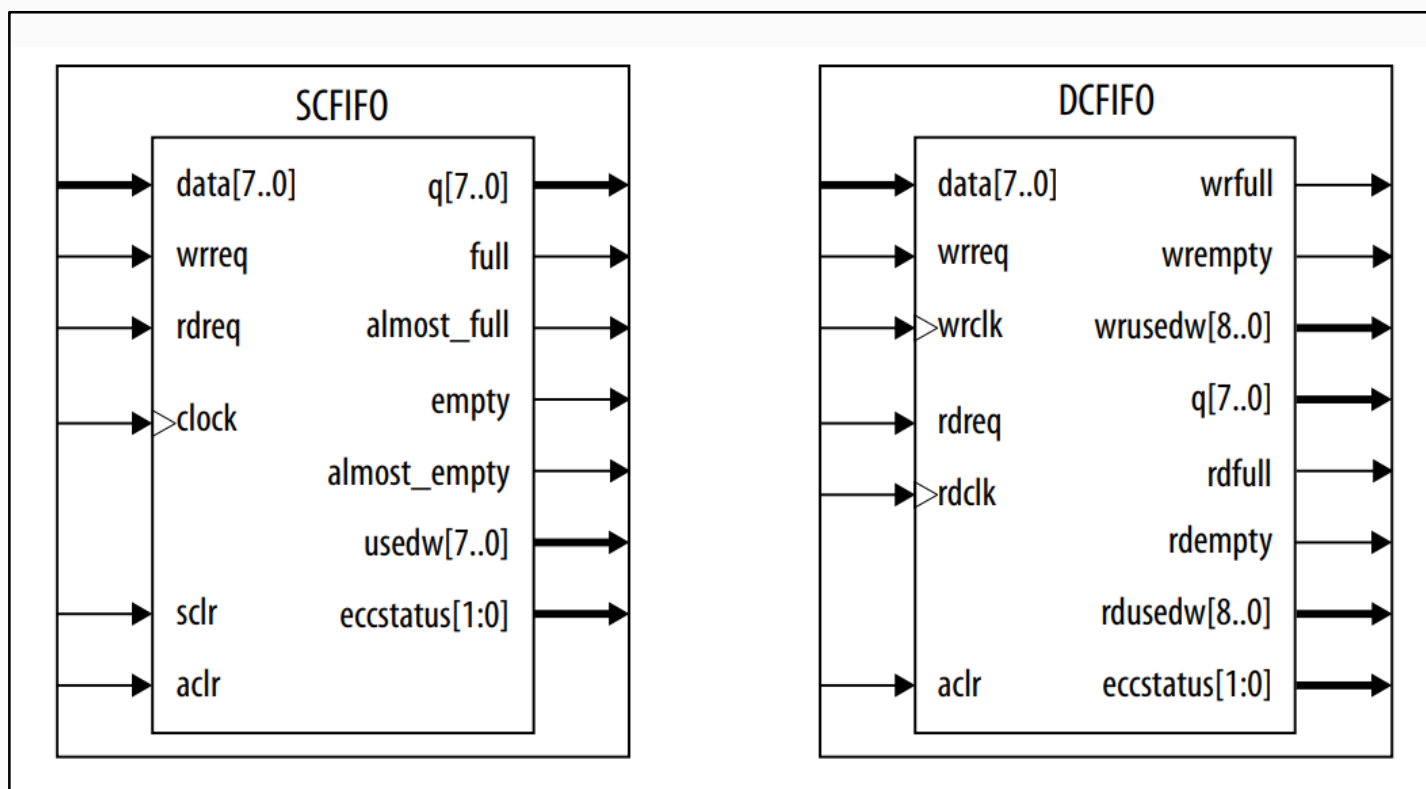 SCFIFO
data[7..0]
wrreq
rdreq
clock
sclr
aclr
q[7..0]
full
almost_full
empty
almost_empty
usedw[7..0]
eccstatus[1:0]
DCFIFO
data[7..0]
wrreq
wrclk
rdreq
rdclk
aclr
wrfull
wrempty
wrusedw[8..0]
q[7..0]
rdfull
rdempty
rdusedw[8..0]
eccstatus[1:0]